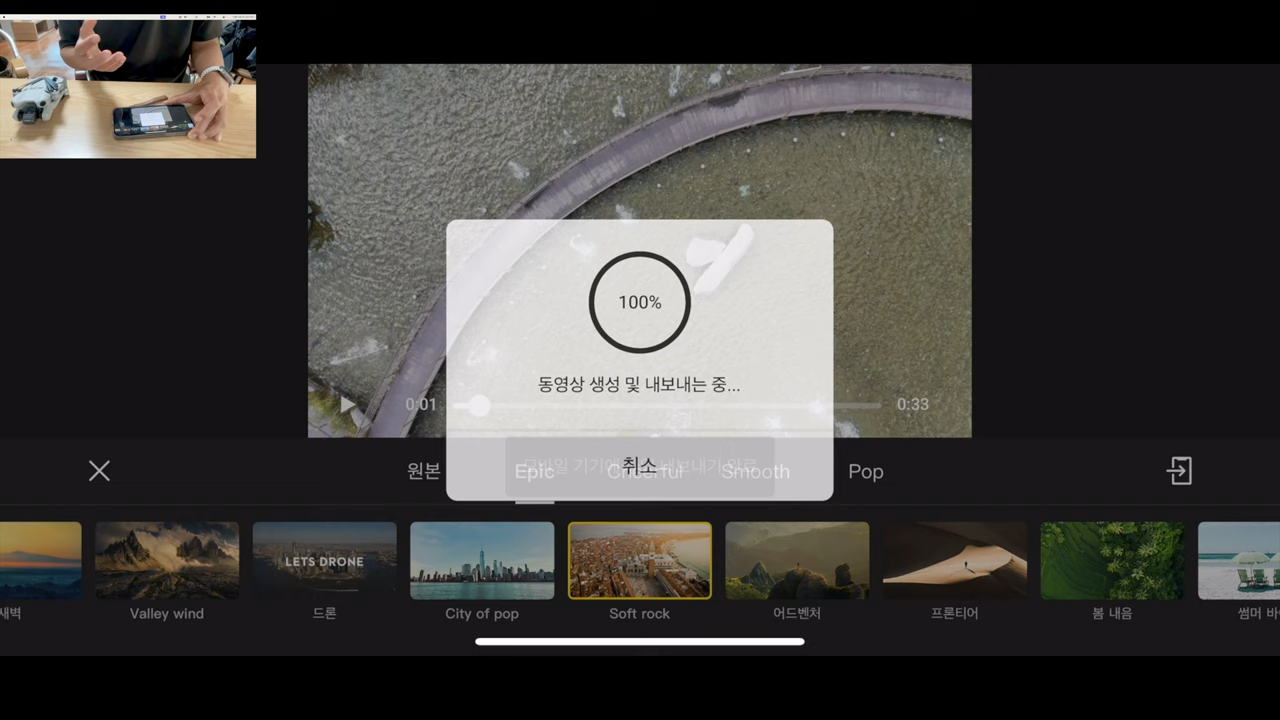 100%
동영상 생성 및 내보내는 중...
0:01
0:33
취소
원본
Epic
Cheerful
Smooth
Pop
LETS DRONE
새벽
Valley wind
드론
City of pop
Soft rock
어드벤처
프론티어
봄 내음
썸머